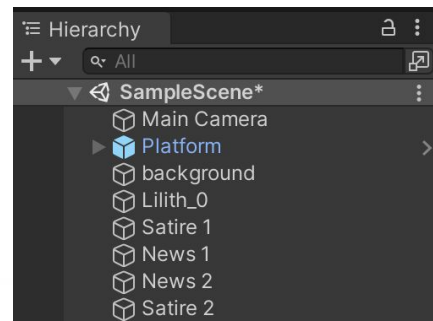 Hierarchy
All
SampleScene*
Main Camera
Platform
background
Lilith_0
Satire 1
News 1
News 2
Satire 2